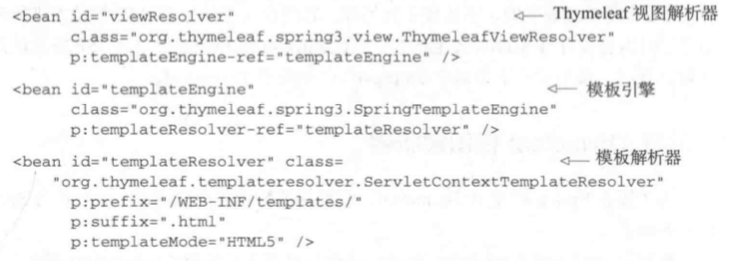 <bean id="viewResolver" <— Thymeleaf 视图解析器
class="org.thymeleaf.spring3.view.ThymeleafViewResolver"
p:templateEngine-ref="templateEngine" />
<bean id="templateEngine" <— 模板引擎
class="org.thymeleaf.spring3.SpringTemplateEngine"
p:templateResolver-ref="templateResolver" />
<bean id="templateResolver" class= <— 模板解析器
"org.thymeleaf.templateresolver.ServletContextTemplateResolver"
p:prefix="/WEB-INF/templates/"
p:suffix=".html"
p:templateMode="HTML5" />